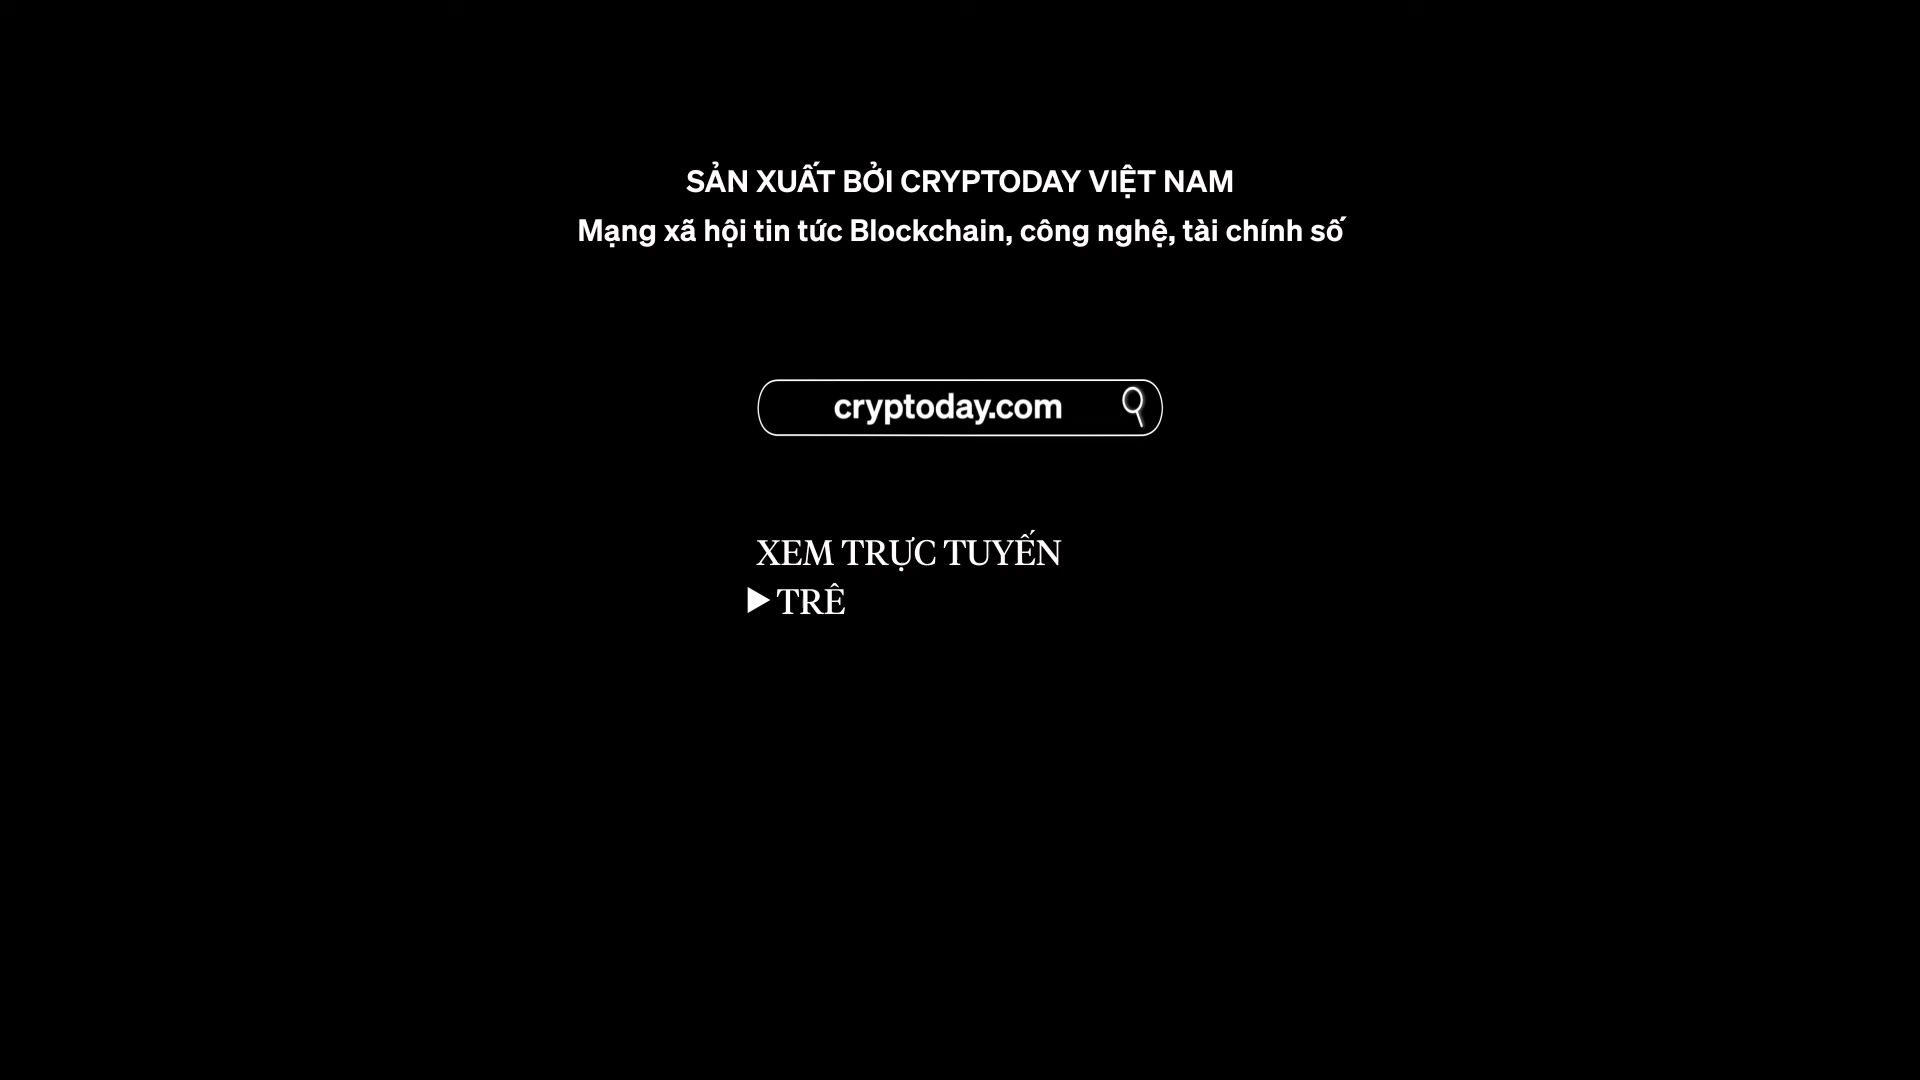 SẢN XUẤT BỞI CRYPTODAY VIỆT NAM
Mạng xã hội tin tức Blockchain, công nghệ, tài chính số
cryptoday.com
XEM TRỰC TUYẾN
TRÊ